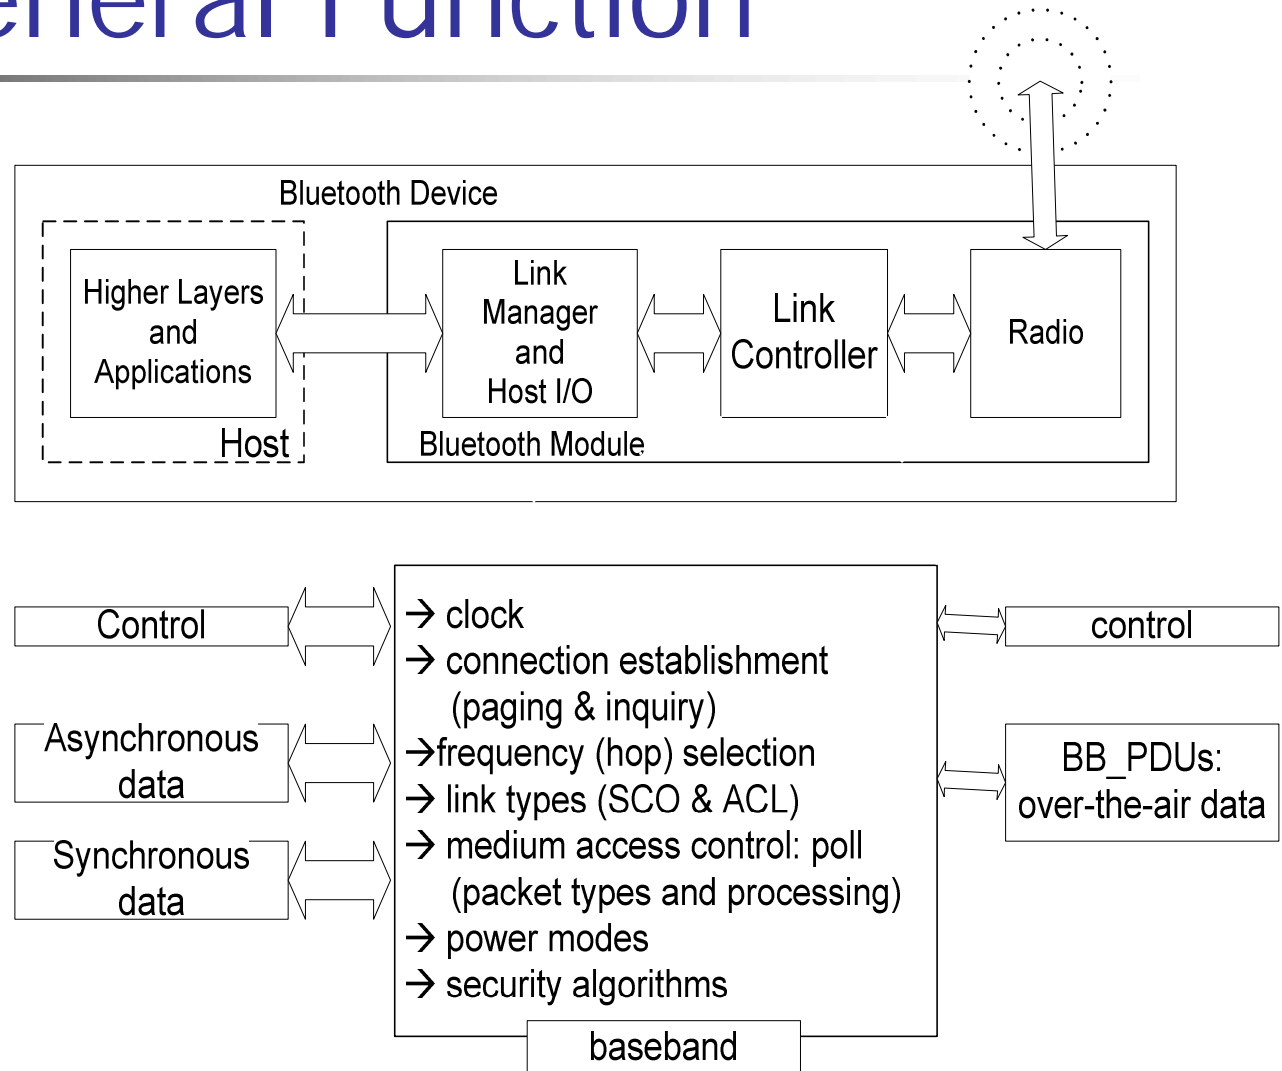 eneral Function
Bluetooth Device
Higher Layers
and
Applications
Host
Link
Manager
and
Host I/O
Link
Controller
Radio
Bluetooth Module
Control
Asynchronous
data
Synchronous
data
→ clock
→ connection establishment
(paging & inquiry)
→frequency (hop) selection
→ link types (SCO & ACL)
→ medium access control: poll
(packet types and processing)
→ power modes
→ security algorithms
baseband
control
BB_PDUs:
over-the-air data